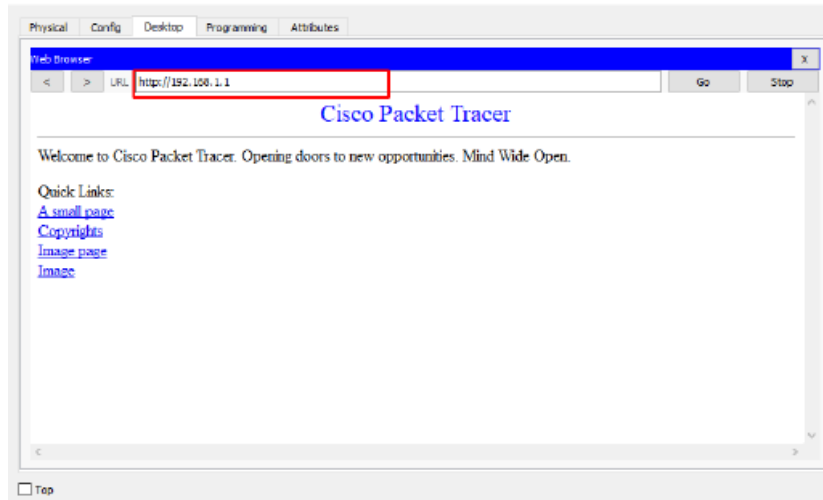 Physical Config Desktop Programming Attributes
Web Browser X
< > URL http://192.168.1.1 Go Stop
Cisco Packet Tracer
Welcome to Cisco Packet Tracer. Opening doors to new opportunities. Mind Wide Open.
Quick Links:
A small page
Copyrights
Image page
Image
Top